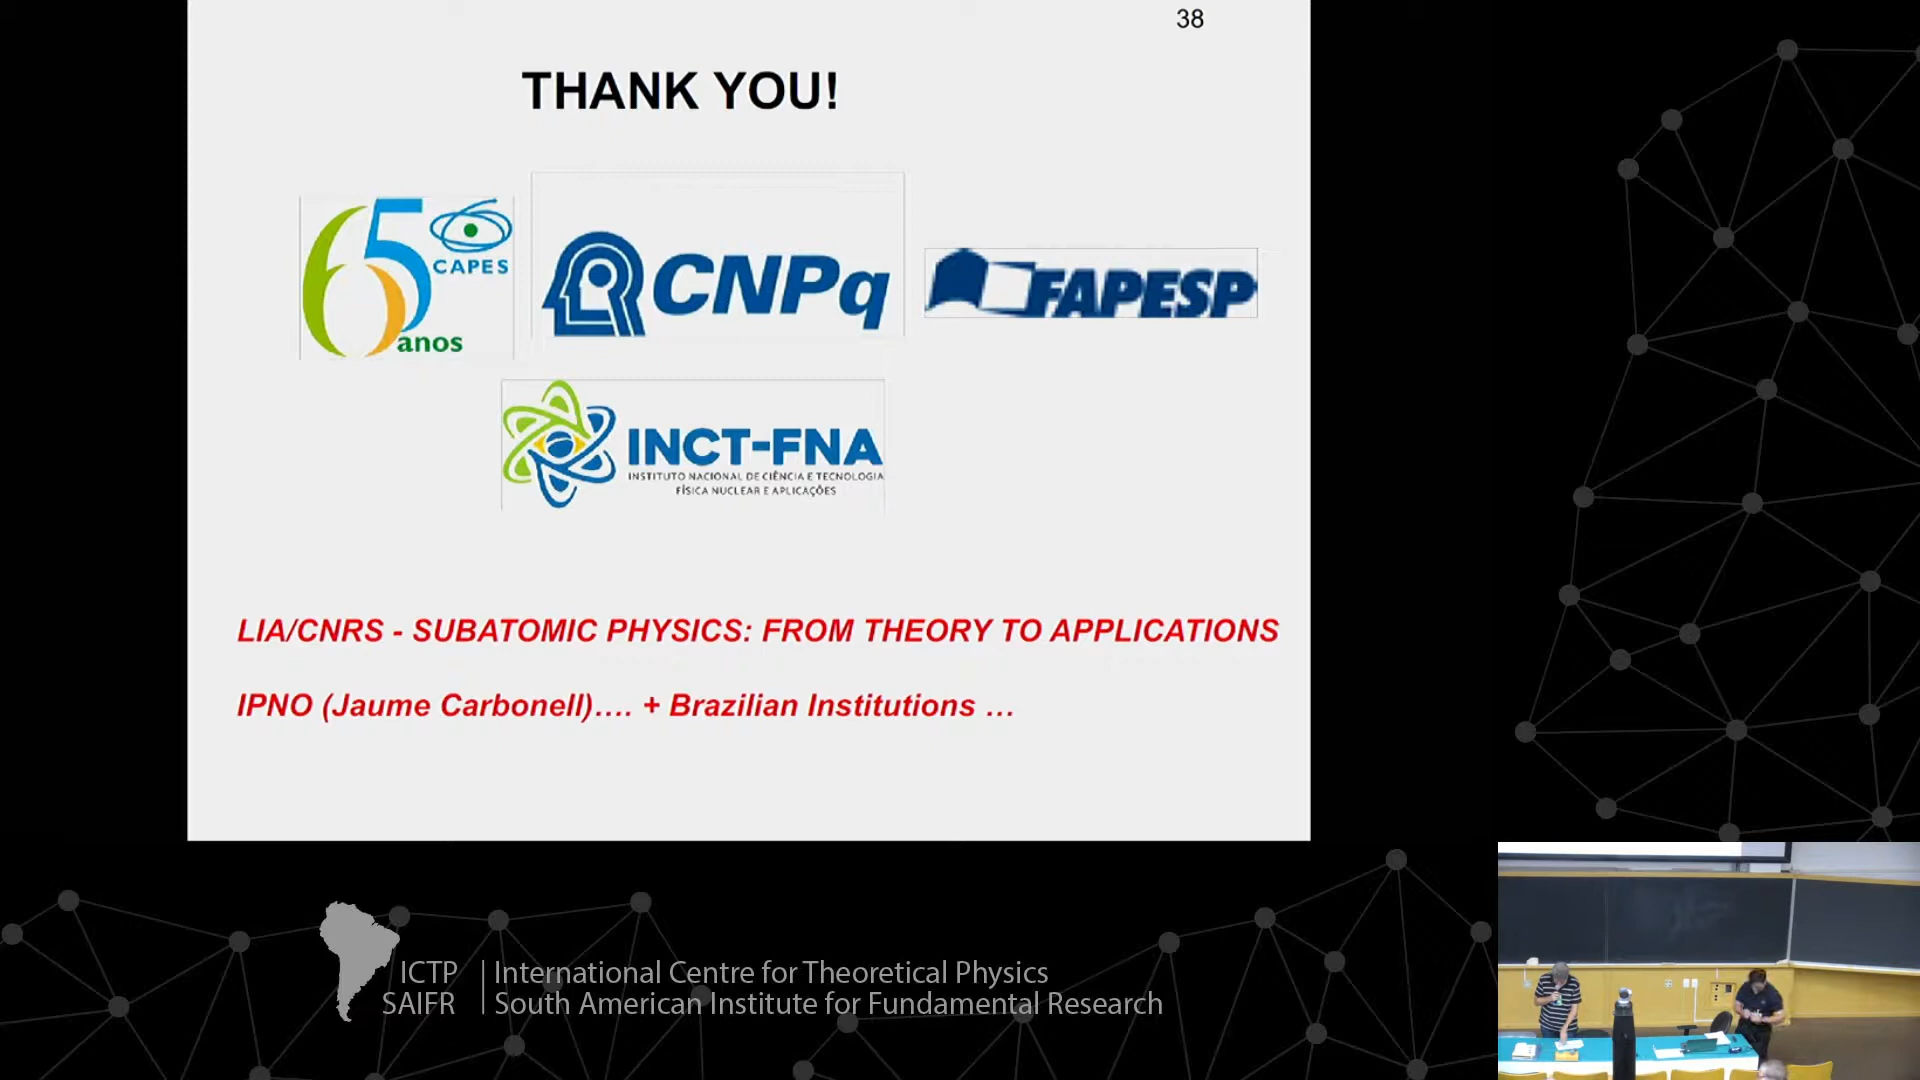 38
THANK YOU!
65 CAPES
anos
CNPq
FAPESP
INCT-FNA
INSTITUTO NACIONAL DE CIÊNCIA E TECNOLOGIA
FÍSICA NUCLEAR E APLICAÇÕES
LIA/CNRS - SUBATOMIC PHYSICS: FROM THEORY TO APPLICATIONS
IPNO (Jaume Carbonell)…. + Brazilian Institutions …
ICTP International Centre for Theoretical Physics
SAIFR South American Institute for Fundamental Research